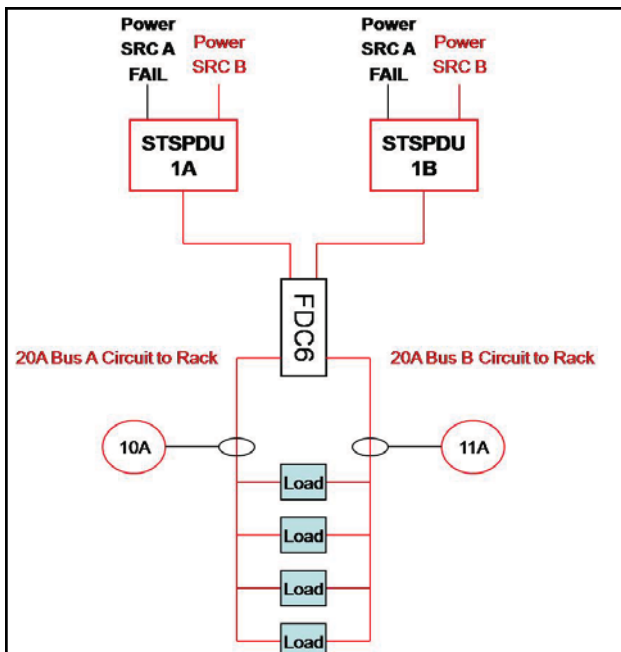 Power
SRC A
FAIL
Power
SRC B
Power
SRC A
FAIL
Power
SRC B
STSPDU
1A
STSPDU
1B
FDC6
20A Bus A Circuit to Rack
20A Bus B Circuit to Rack
10A
11A
Load
Load
Load
Load